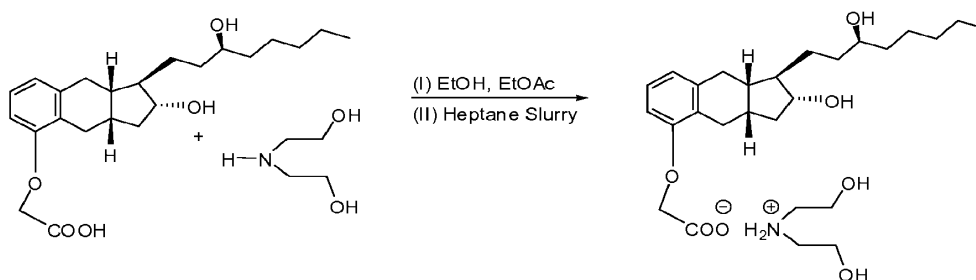 OH
H
OH
H
O
COOH
+
H
N
OH
OH
(I) EtOH, EtOAc
(II) Heptane Slurry
OH
H
OH
H
O
COO
⊖
H₂N
+
OH
OH